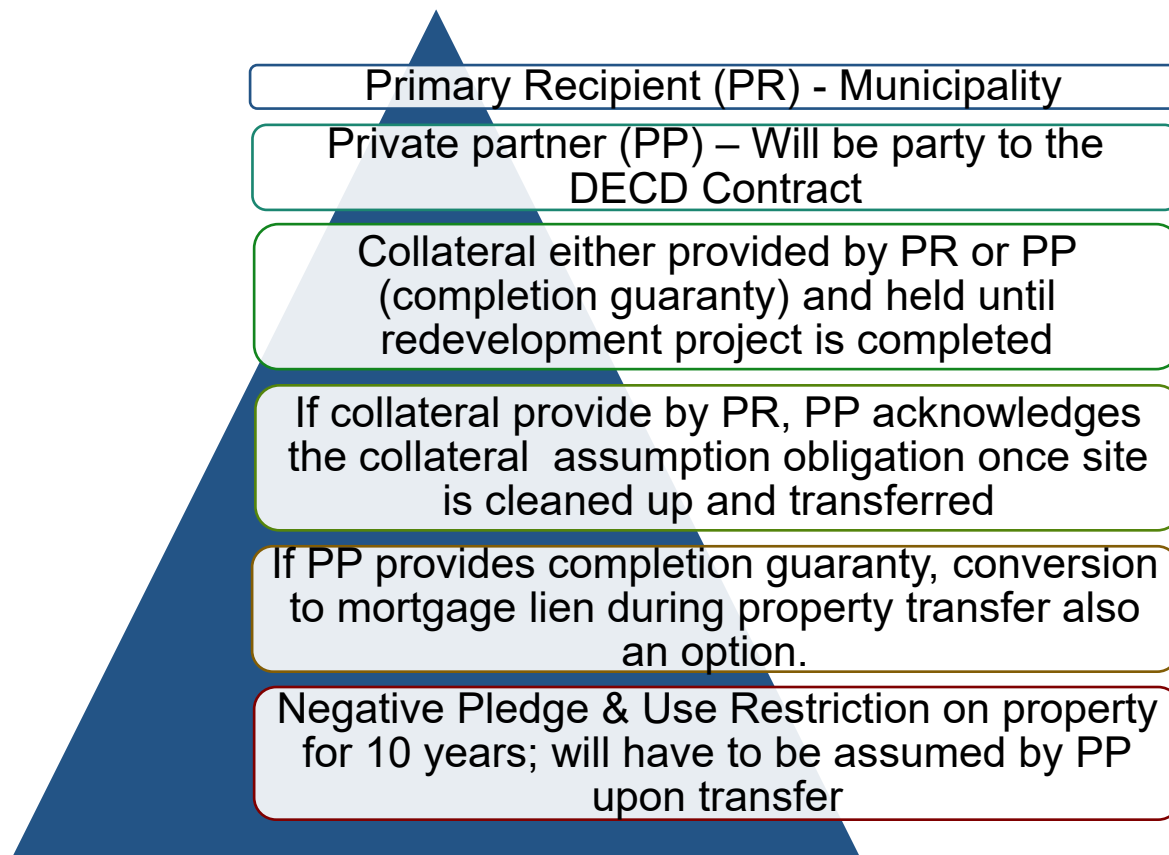 Primary Recipient (PR) - Municipality
Private partner (PP) – Will be party to the
DECD Contract
Collateral either provided by PR or PP
(completion guaranty) and held until
redevelopment project is completed
If collateral provide by PR, PP acknowledges
the collateral  assumption obligation once site
is cleaned up and transferred
If PP provides completion guaranty, conversion
to mortgage lien during property transfer also
an option.
Negative Pledge & Use Restriction on property
for 10 years; will have to be assumed by PP
upon transfer